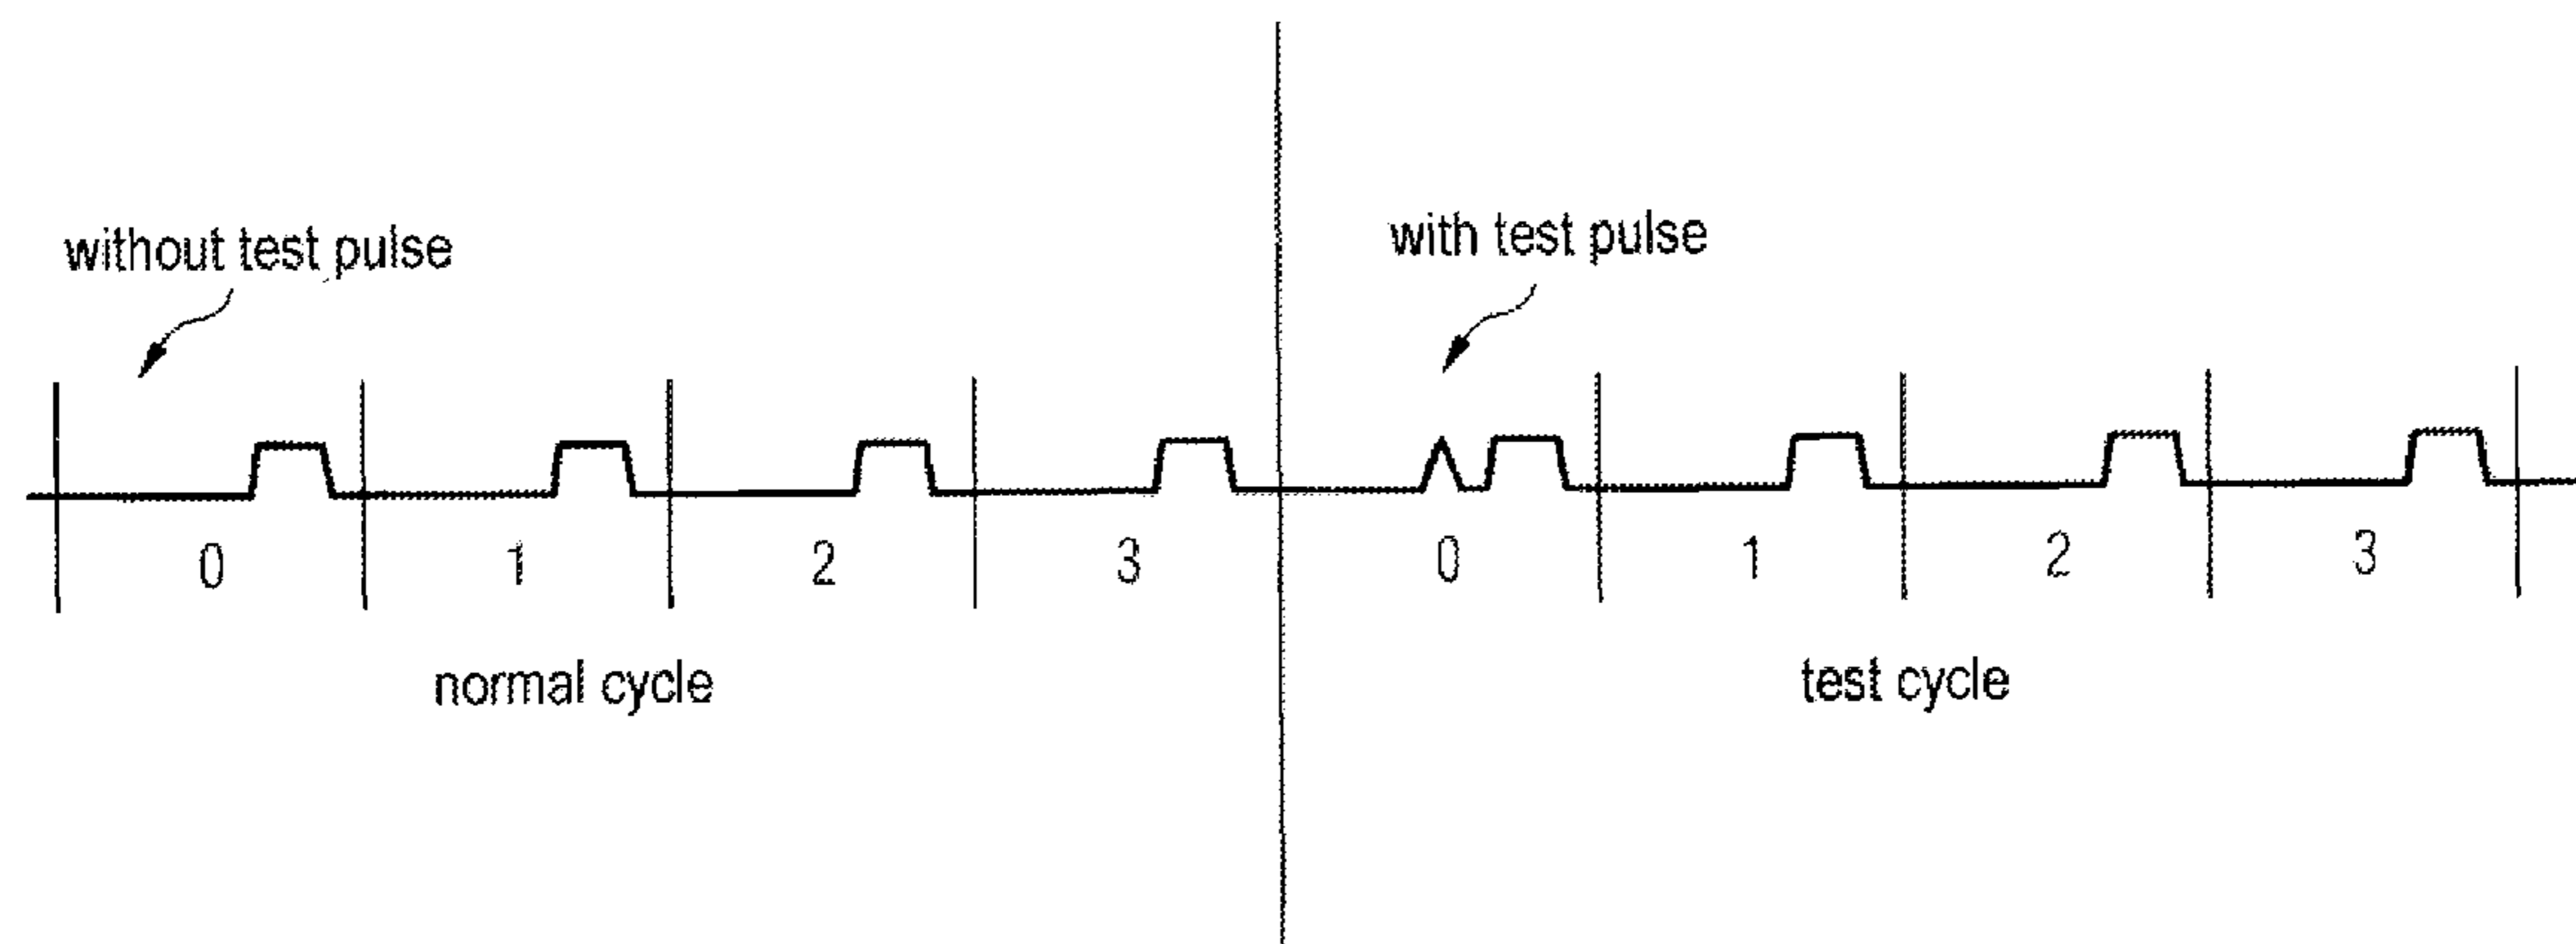 without test pulse
with test pulse
0 1 2 3 0 1 2 3
normal cycle
test cycle